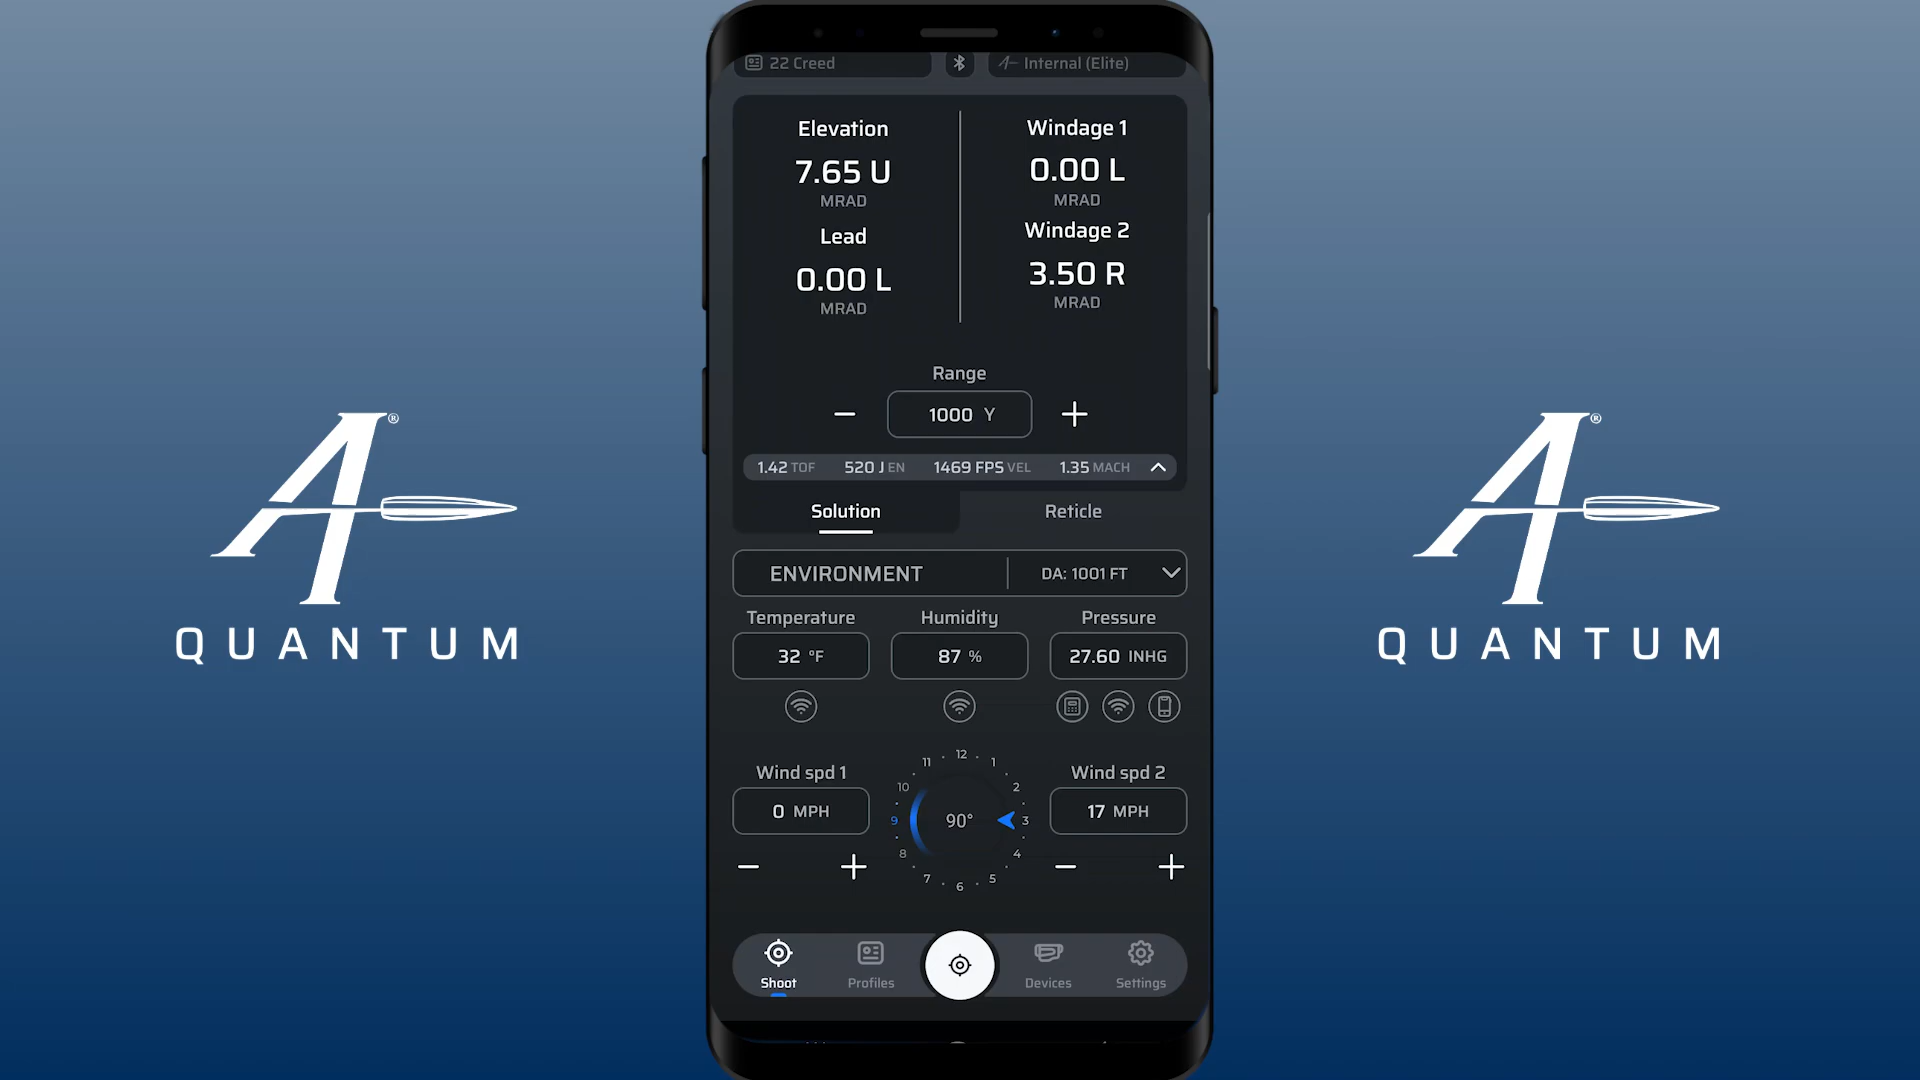 22 Creed
Internal (Elite)
Elevation
7.65 U
MRAD
Lead
0.00 L
MRAD
Windage 1
0.00 L
MRAD
Windage 2
3.50 R
MRAD
Range
1000 Y
1.42 TOF 520 J EN 1469 FPS VEL 1.35 MACH
Solution Reticle
ENVIRONMENT DA: 1001 FT
Temperature Humidity Pressure
32 °F 87 % 27.60 INHG
Wind spd 1
0 MPH
12
11 1
10 2
9 90° 3
8 4
7 5
6
Wind spd 2
17 MPH
Shoot Profiles Devices Settings
A®
QUANTUM
A®
QUANTUM